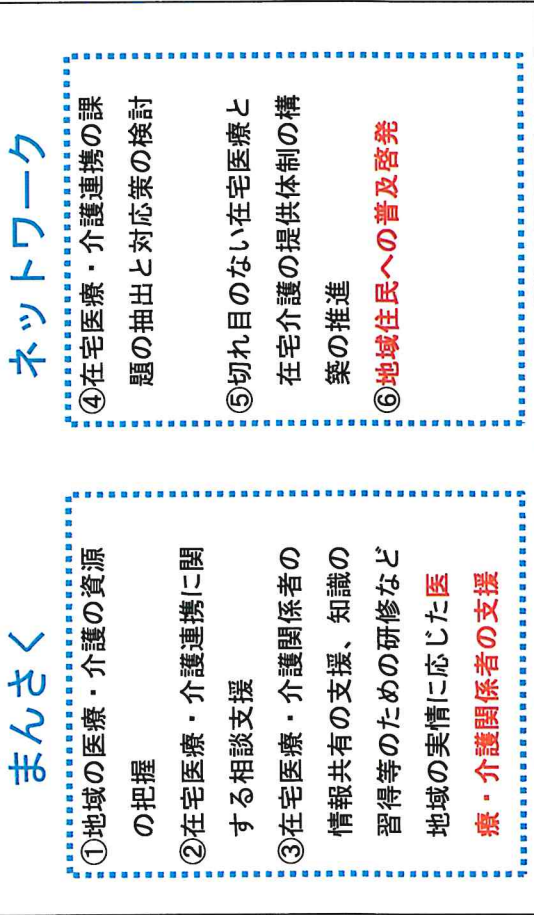 まんさく
①地域の医療・介護の資源
の把握
②在宅医療・介護連携に関
する相談支援
③在宅医療・介護関係者の
情報共有の支援、知識の
習得等のための研修など
地域の実情に応じた医
療・介護関係者の支援
ネットワーク
④在宅医療・介護連携の課
題の抽出と対応策の検討
⑤切れ目のない在宅医療と
在宅介護の提供体制の構
築の推進
⑥地域住民への普及啓発